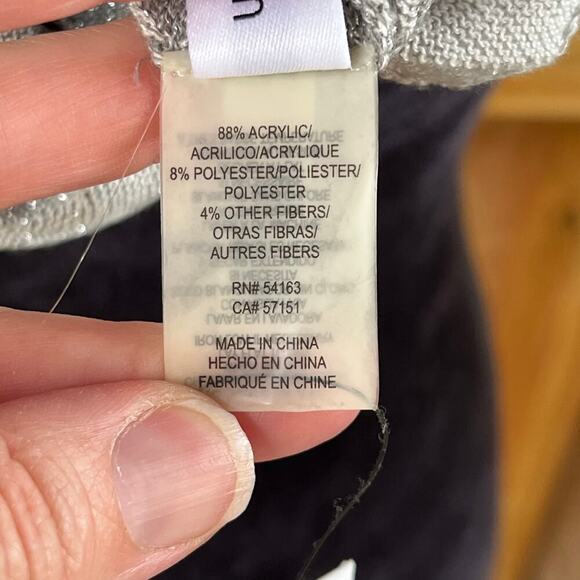 88% ACRYLIC/
ACRILICO/ACRYLIQUE
8% POLYESTER/POLIESTER/
POLYESTER
4% OTHER FIBERS/
OTRAS FIBRAS/
AUTRES FIBERS
RN# 54163
CA# 57151
MADE IN CHINA
HECHO EN CHINA
FABRIQUÉ EN CHINE